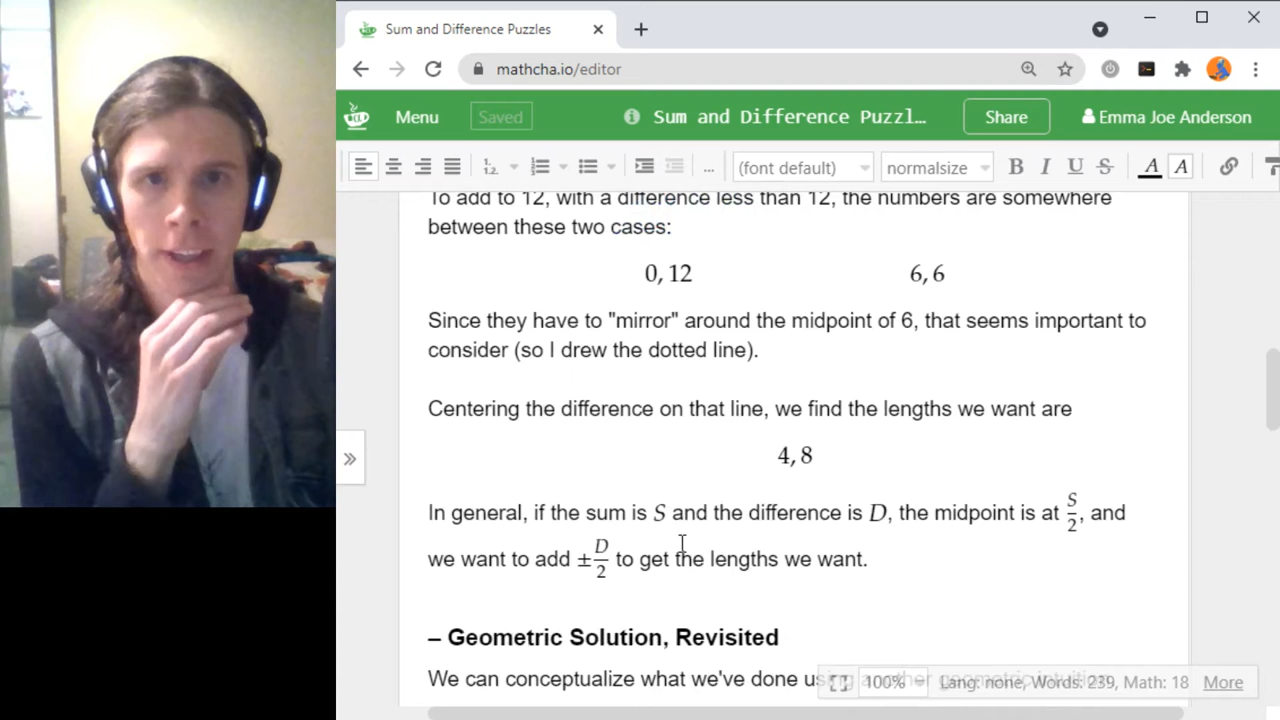 Sum and Difference Puzzles
mathcha.io/editor
Menu
Saved
Sum and Difference Puzzl...
Share
Emma Joe Anderson
(font default)
normalsize
B I U S A A
To add to 12, with a difference less than 12, the numbers are somewhere
between these two cases:
0, 12 6, 6
Since they have to "mirror" around the midpoint of 6, that seems important to
consider (so I drew the dotted line).
Centering the difference on that line, we find the lengths we want are
4, 8
In general, if the sum is S and the difference is D, the midpoint is at S/2, and
we want to add ±D/2 to get the lengths we want.
– Geometric Solution, Revisited
We can conceptualize what we've done using another geometric intuition
100% Lang: none, Words: 239, Math: 18 More